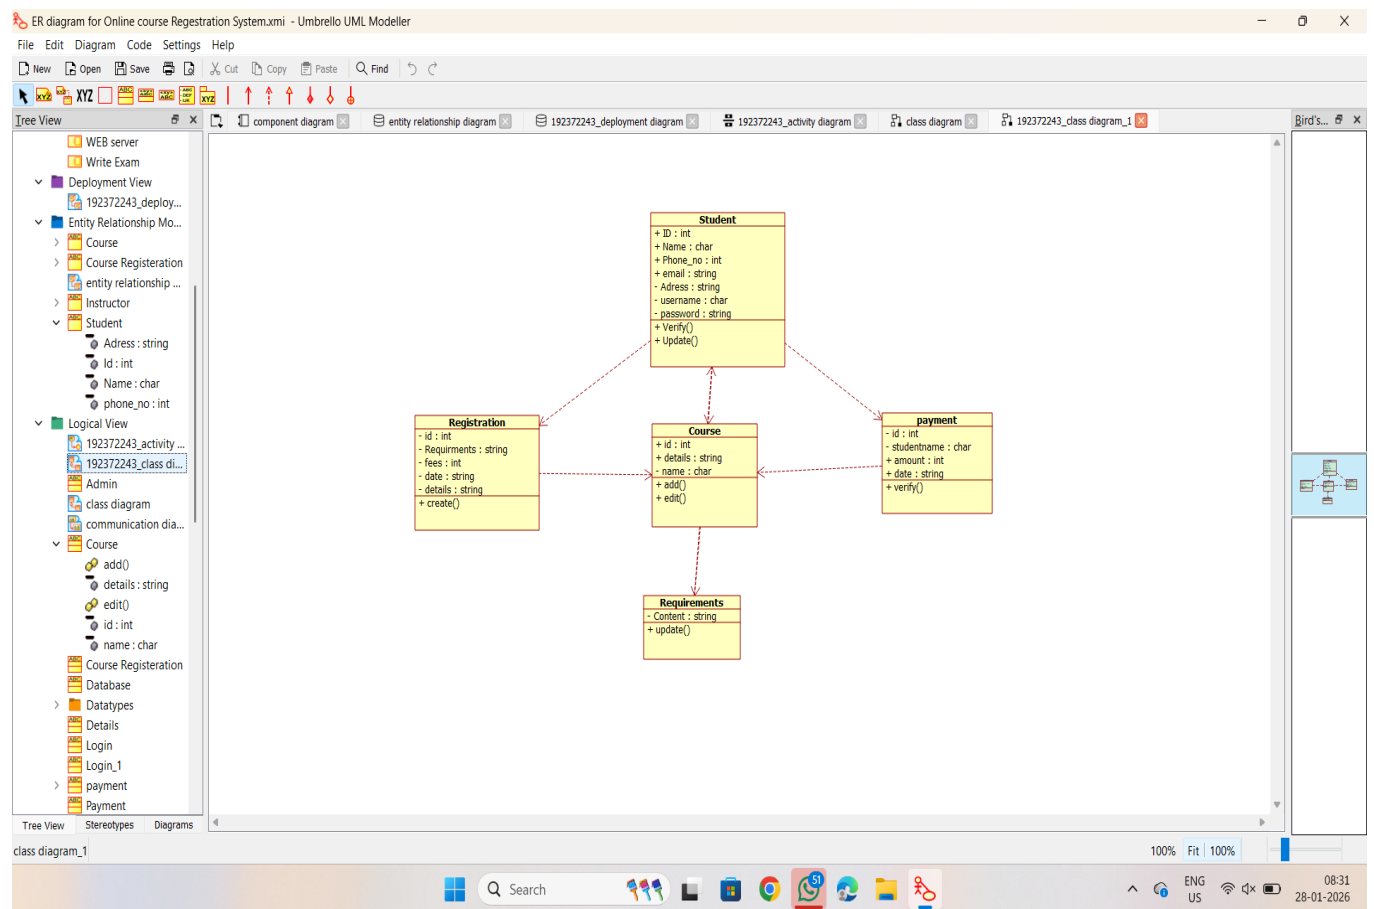 ER diagram for Online course Regestration System.xmi - Umbrello UML Modeller
File Edit Diagram Code Settings Help
New Open Save Cut Copy Paste Find
XYZ
Tree View
component diagram
entity relationship diagram
192372243_deployment diagram
192372243_activity diagram
class diagram
192372243_class diagram_1
Bird's...
WEB server
Write Exam
Deployment View
192372243_deploy...
Entity Relationship Mo...
Course
Course Registeration
entity relationship ...
Instructor
Student
Adress : string
Id : int
Name : char
phone_no : int
Logical View
192372243_activity ...
192372243_class di...
Admin
class diagram
communication dia...
Course
add()
details : string
edit()
id : int
name : char
Course Registeration
Database
Datatypes
Details
Login
Login_1
payment
Payment
Tree View Stereotypes Diagrams
Student
+ ID : int
+ Name : char
+ Phone_no : int
+ email : string
- Adress : string
- username : char
- password : string
+ Verify()
+ Update()
Registration
- id : int
- Requirments : string
- fees : int
- date : string
- details : string
+ create()
Course
+ id : int
+ details : string
- name : char
+ add()
+ edit()
payment
- id : int
- studentname : char
+ amount : int
+ date : string
+ verify()
Requirements
- Content : string
+ update()
class diagram_1
100% Fit 100%
Search
51
ENG
US
08:31
28-01-2026